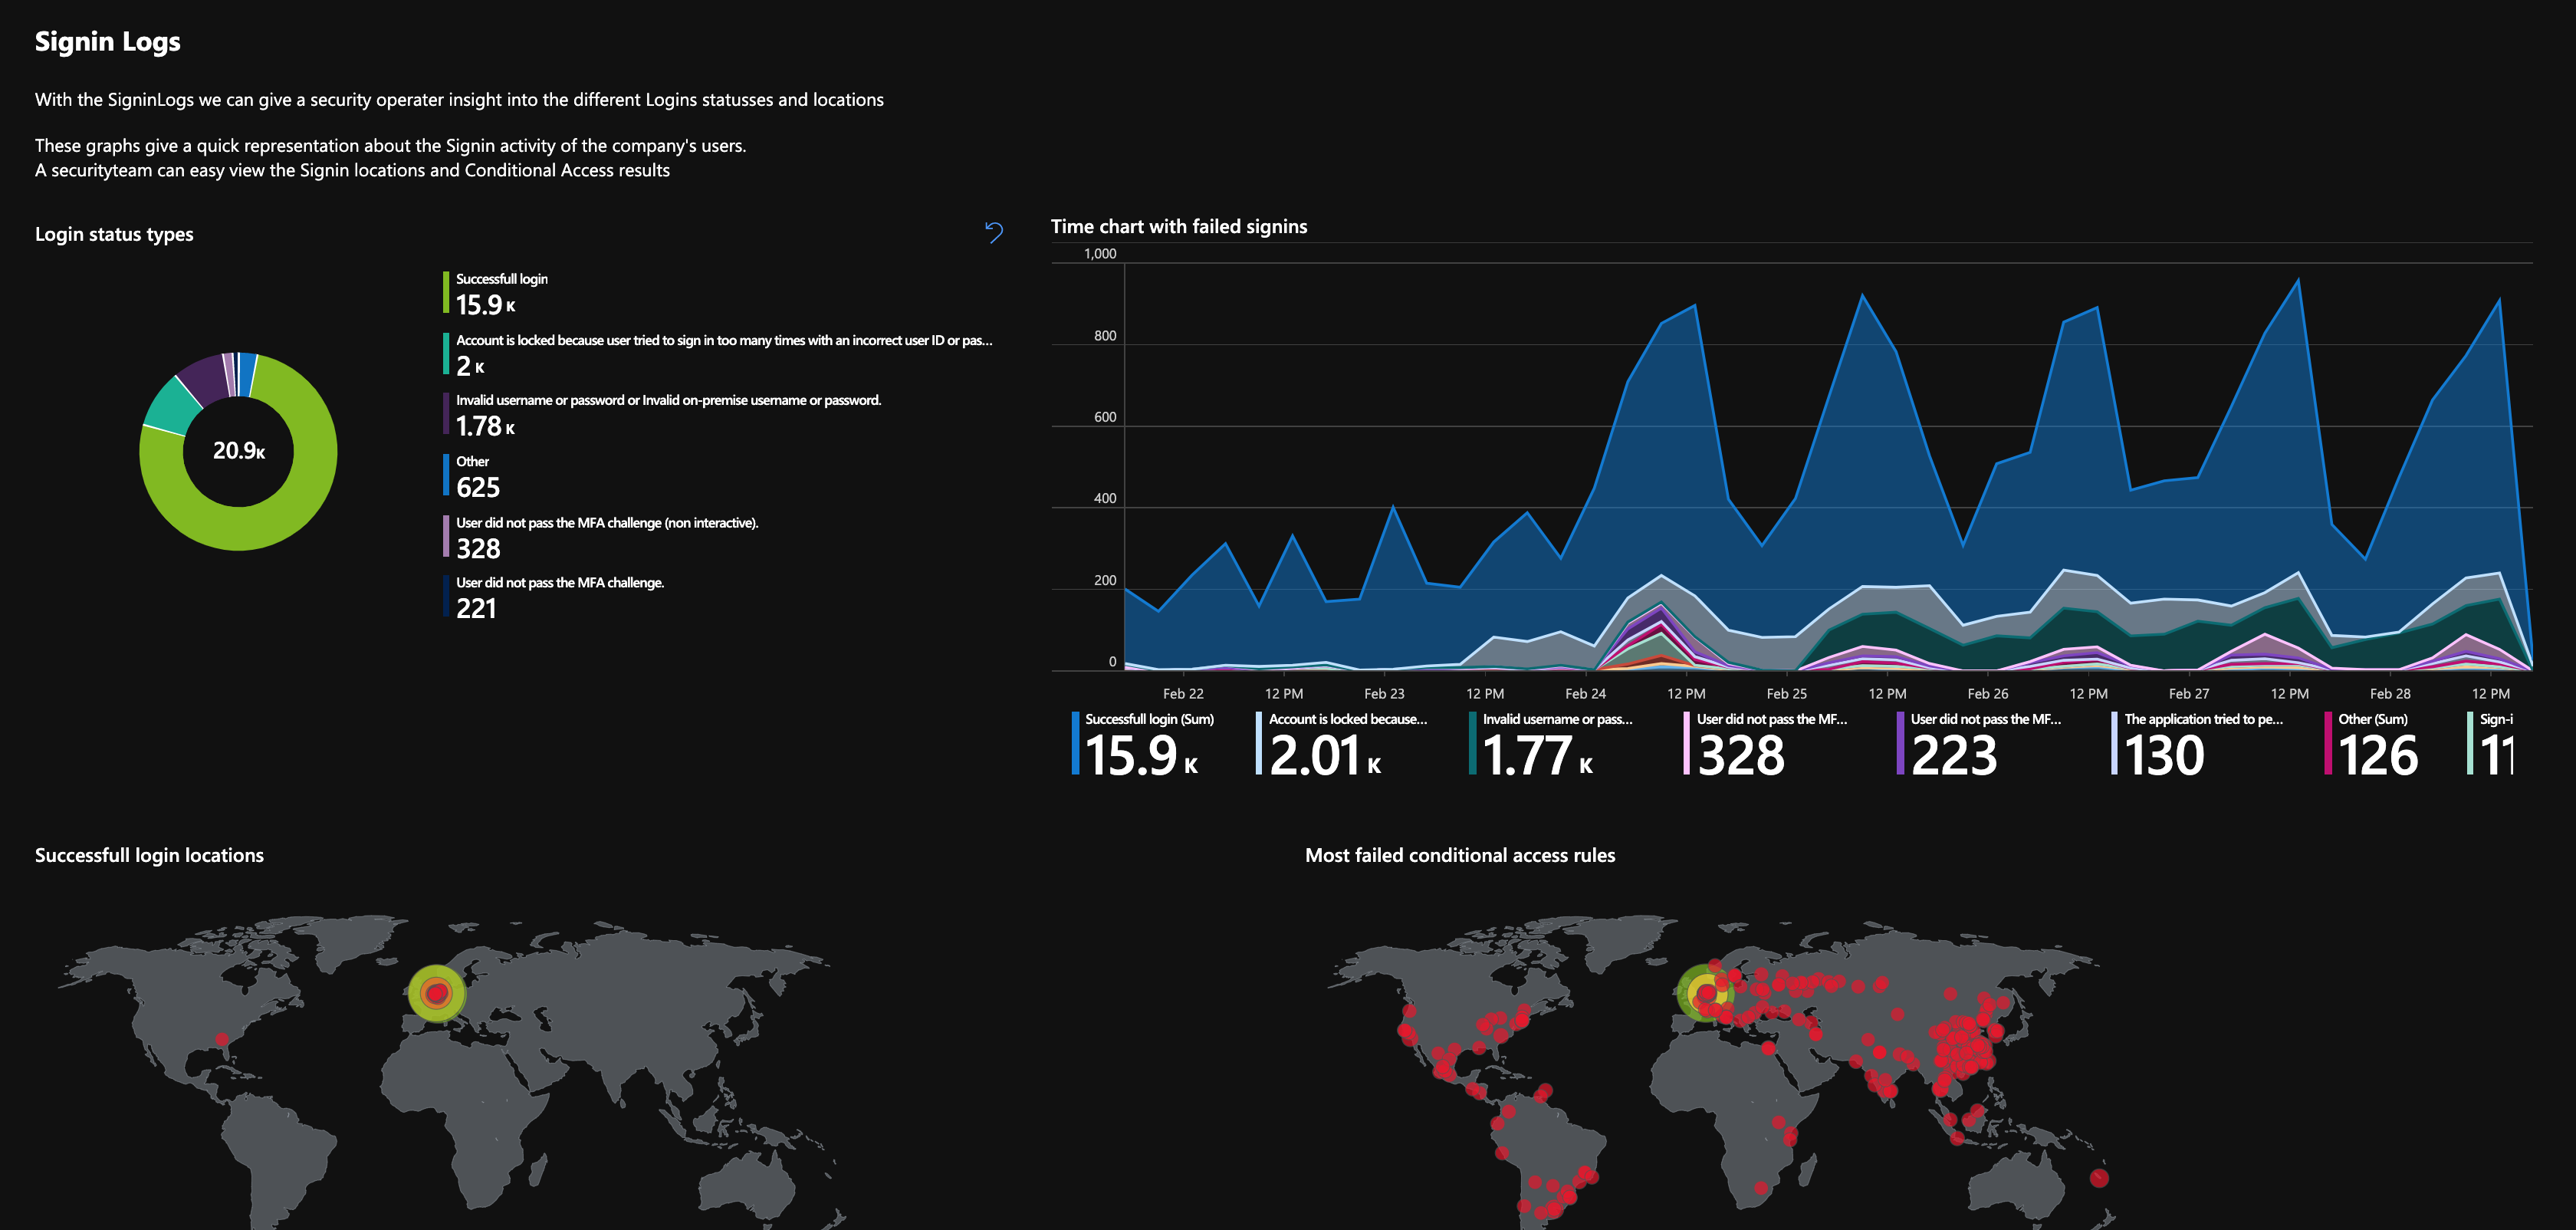 Signin Logs
With the SigninLogs we can give a security operater insight into the different Logins statusses and locations
These graphs give a quick representation about the Signin activity of the company's users.
A securityteam can easy view the Signin locations and Conditional Access results
Login status types
Successfull login
15.9 K
Account is locked because user tried to sign in too many times with an incorrect user ID or pas...
2 K
Invalid username or password or Invalid on-premise username or password.
1.78 K
Other
625
User did not pass the MFA challenge (non interactive).
328
User did not pass the MFA challenge.
221
20.9K
Time chart with failed signins
1,000
800
600
400
200
0
Feb 22 12 PM Feb 23 12 PM Feb 24 12 PM Feb 25 12 PM Feb 26 12 PM Feb 27 12 PM Feb 28 12 PM
Successfull login (Sum)
15.9 K
Account is locked because...
2.01 K
Invalid username or pass...
1.77 K
User did not pass the MF...
328
User did not pass the MF...
223
The application tried to pe...
130
Other (Sum)
126
Sign-i
11
Successfull login locations
Most failed conditional access rules